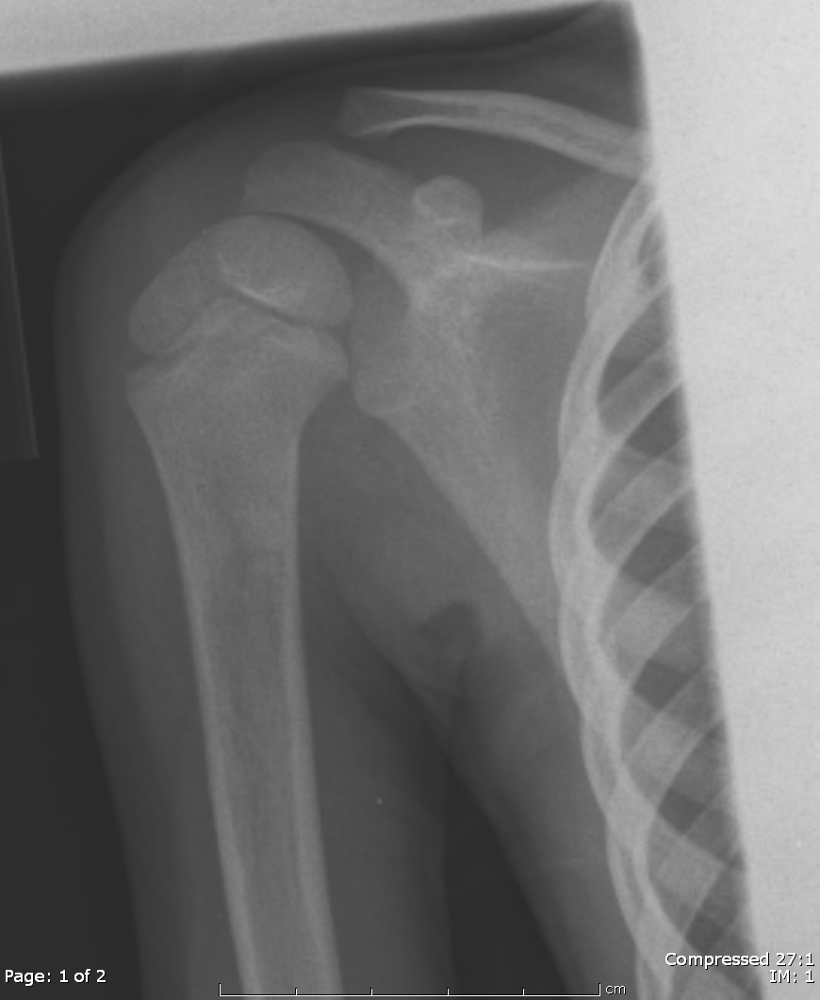 Compressed 27:1
Page: 1 of 2
IM: 1
cm